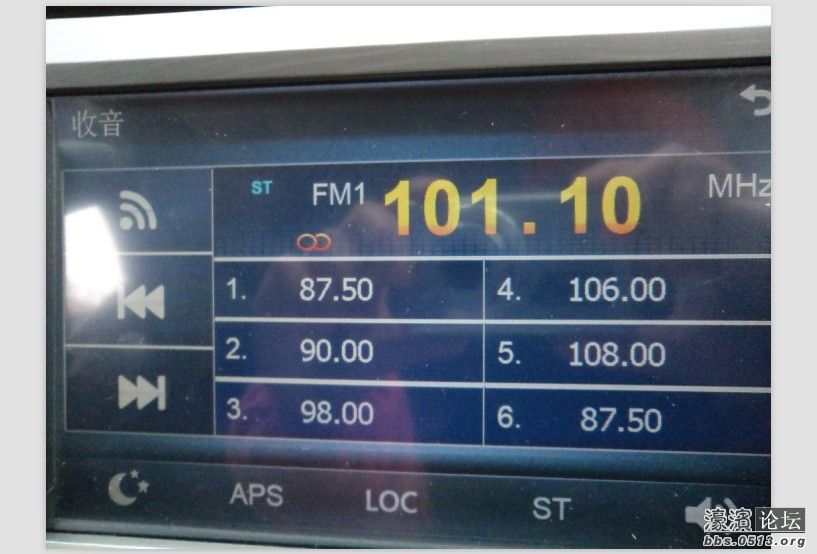 收音
ST FM1 101.10 MHz
1. 87.50 4. 106.00
2. 90.00 5. 108.00
3. 98.00 6. 87.50
APS LOC ST
濠滨论坛
bbs.0513.org